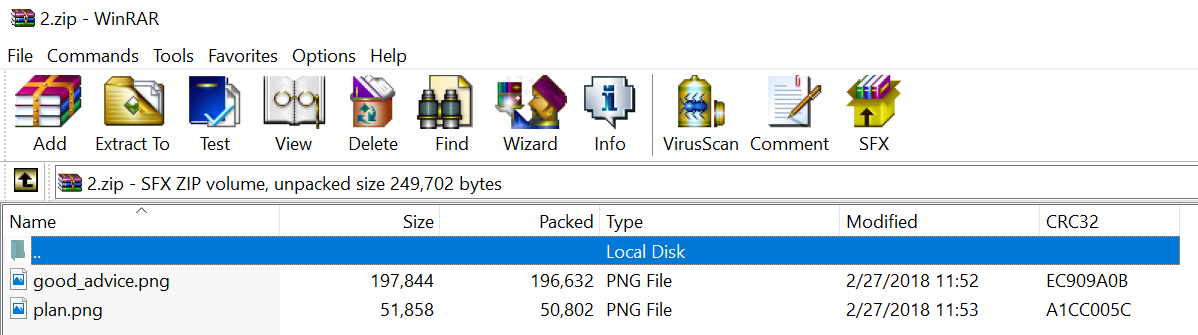 2.zip - WinRAR
File Commands Tools Favorites Options Help
Add Extract To Test View Delete Find Wizard Info VirusScan Comment SFX
2.zip - SFX ZIP volume, unpacked size 249,702 bytes
Name Size Packed Type Modified CRC32
.. Local Disk
good_advice.png 197,844 196,632 PNG File 2/27/2018 11:52 EC909A0B
plan.png 51,858 50,802 PNG File 2/27/2018 11:53 A1CC005C